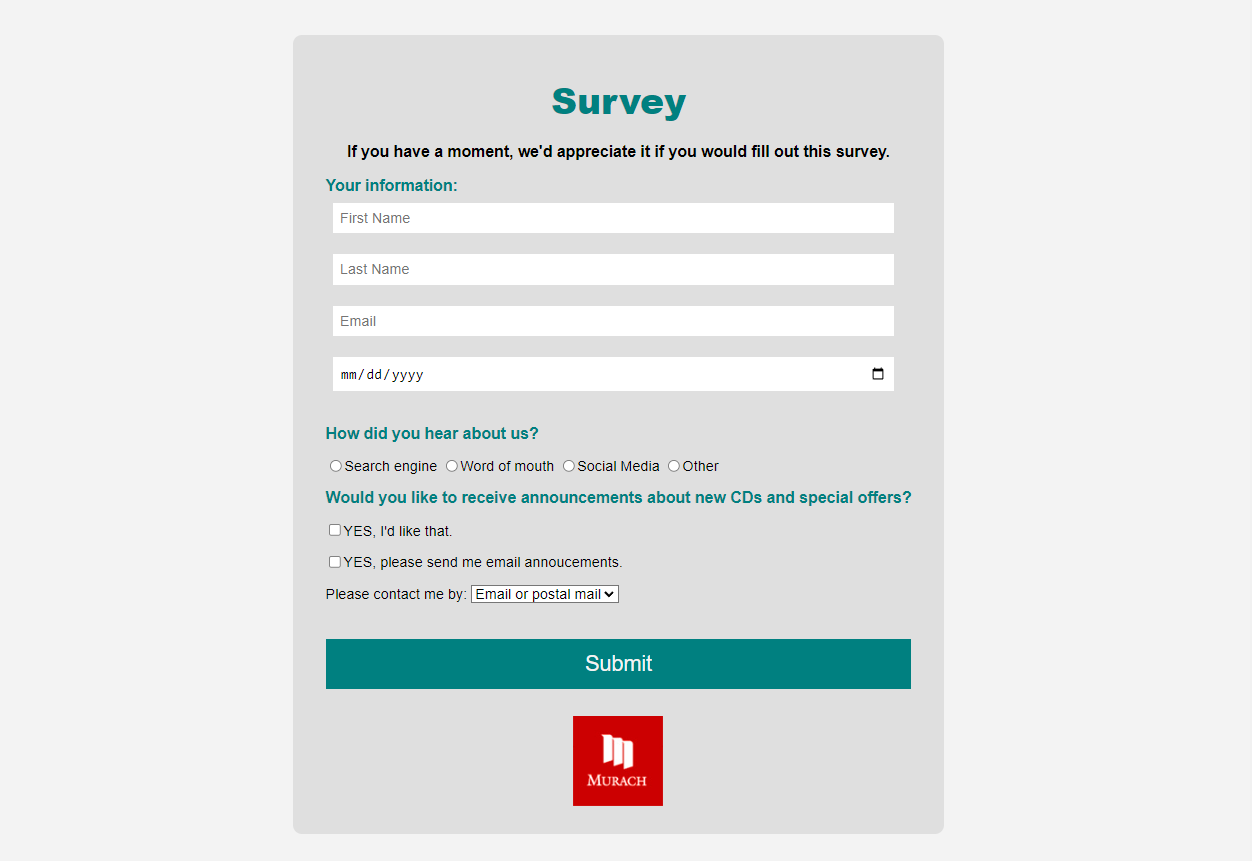 Survey
If you have a moment, we'd appreciate it if you would fill out this survey.
Your information:
First Name
Last Name
Email
mm/dd/yyyy
How did you hear about us?
Search engine Word of mouth Social Media Other
Would you like to receive announcements about new CDs and special offers?
YES, I'd like that.
YES, please send me email annoucements.
Please contact me by: Email or postal mail
Submit
MURACH